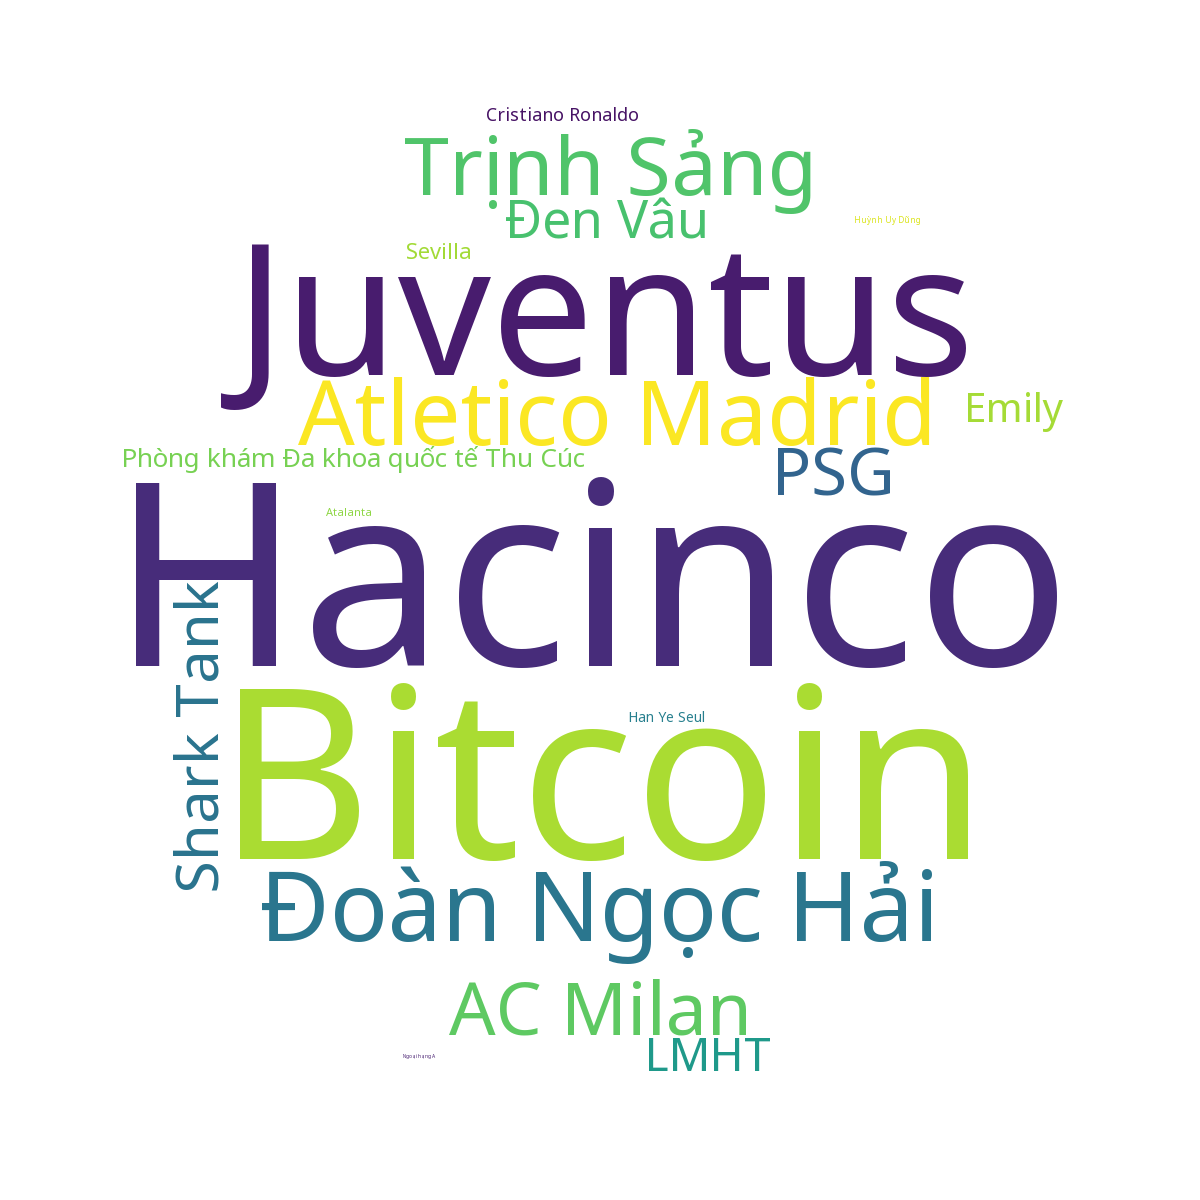 Cristiano Ronaldo
Trịnh Sảng
Đen Vâu
Huỳnh Uy Dũng
Sevilla
Juventus
Atletico Madrid
Emily
Phòng khám Đa khoa quốc tế Thu Cúc
PSG
Atalanta
Hacinco
Shark Tank
Han Ye Seul
Bitcoin
Đoàn Ngọc Hải
AC Milan
LMHT
Ngoại hạng A